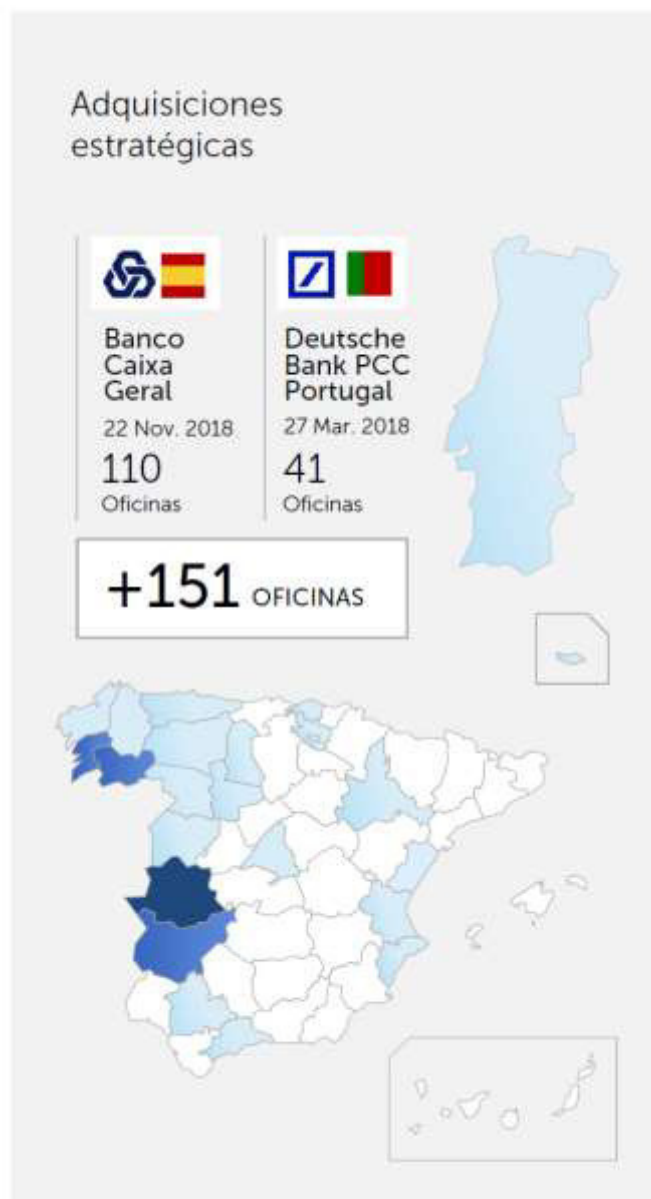 Adquisiciones
estratégicas
Banco
Caixa
Geral
22 Nov. 2018
110
Oficinas
Deutsche
Bank PCC
Portugal
27 Mar. 2018
41
Oficinas
+151 OFICINAS